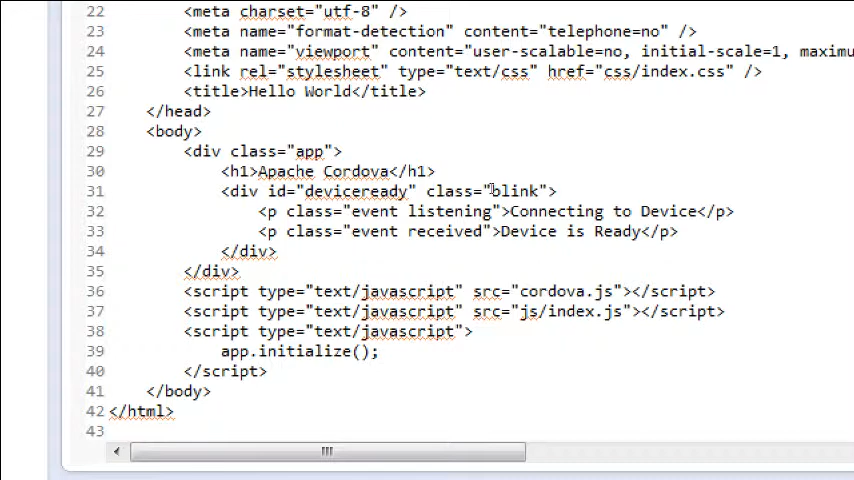 22 <meta charset="utf-8" />
23 <meta name="format-detection" content="telephone=no" />
24 <meta name="viewport" content="user-scalable=no, initial-scale=1, maximu
25 <link rel="stylesheet" type="text/css" href="css/index.css" />
26 <title>Hello World</title>
27 </head>
28 <body>
29 <div class="app">
30 <h1>Apache Cordova</h1>
31 <div id="deviceready" class="blink">
32 <p class="event listening">Connecting to Device</p>
33 <p class="event received">Device is Ready</p>
34 </div>
35 </div>
36 <script type="text/javascript" src="cordova.js"></script>
37 <script type="text/javascript" src="js/index.js"></script>
38 <script type="text/javascript">
39 app.initialize();
40 </script>
41 </body>
42 </html>
43